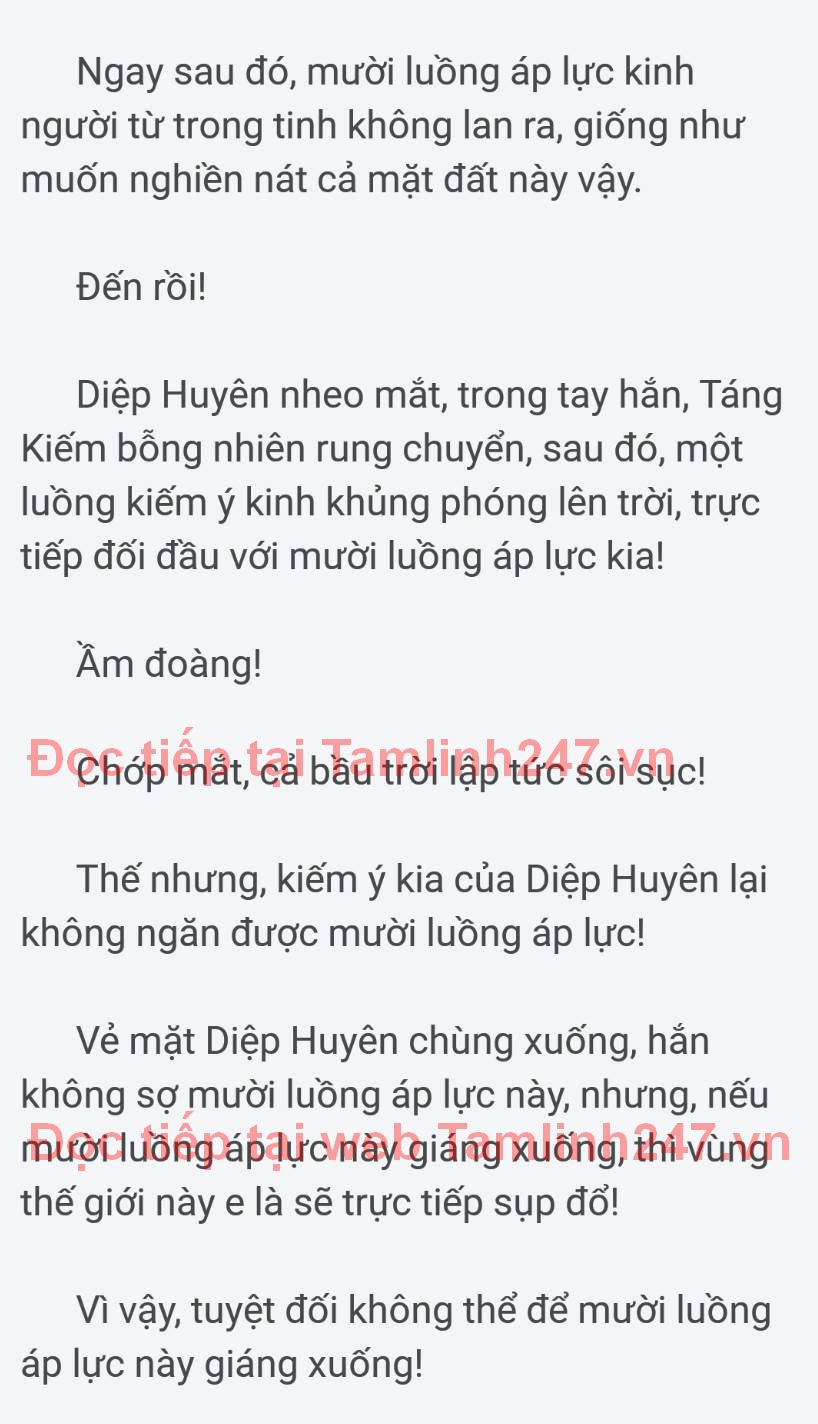 Ngay sau đó, mười luồng áp lực kinh
người từ trong tinh không lan ra, giống như
muốn nghiền nát cả mặt đất này vậy.
Đến rồi!
Diệp Huyên nheo mắt, trong tay hắn, Táng
Kiếm bỗng nhiên rung chuyển, sau đó, một
luồng kiếm ý kinh khủng phóng lên trời, trực
tiếp đối đầu với mười luồng áp lực kia!
Ầm đoàng!
Đọc tiếp tại Tamlinh247.vn
Chớp mắt, cả bầu trời lập tức sôi sục!
Thế nhưng, kiếm ý kia của Diệp Huyên lại
không ngăn được mười luồng áp lực!
Vẻ mặt Diệp Huyên chùng xuống, hắn
không sợ mười luồng áp lực này, nhưng, nếu
Đọc tiếp tại web Tamlinh247.vn
mười luồng áp lực này giáng xuống, thì vùng
thế giới này e là sẽ trực tiếp sụp đổ!
Vì vậy, tuyệt đối không thể để mười luồng
áp lực này giáng xuống!